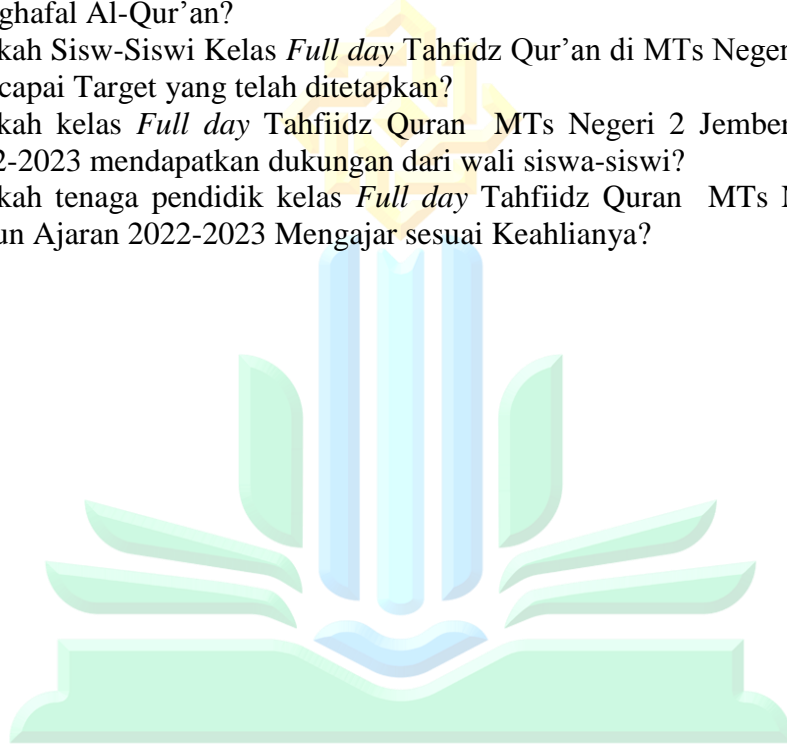 ghafal Al-Qur'an?
kah Sisw-Siswi Kelas Full day Tahfidz Qur'an di MTs Neger
capai Target yang telah ditetapkan?
kah kelas Full day Tahfiidz Quran MTs Negeri 2 Jember
2-2023 mendapatkan dukungan dari wali siswa-siswi?
kah tenaga pendidik kelas Full day Tahfiidz Quran MTs N
un Ajaran 2022-2023 Mengajar sesuai Keahlianya?